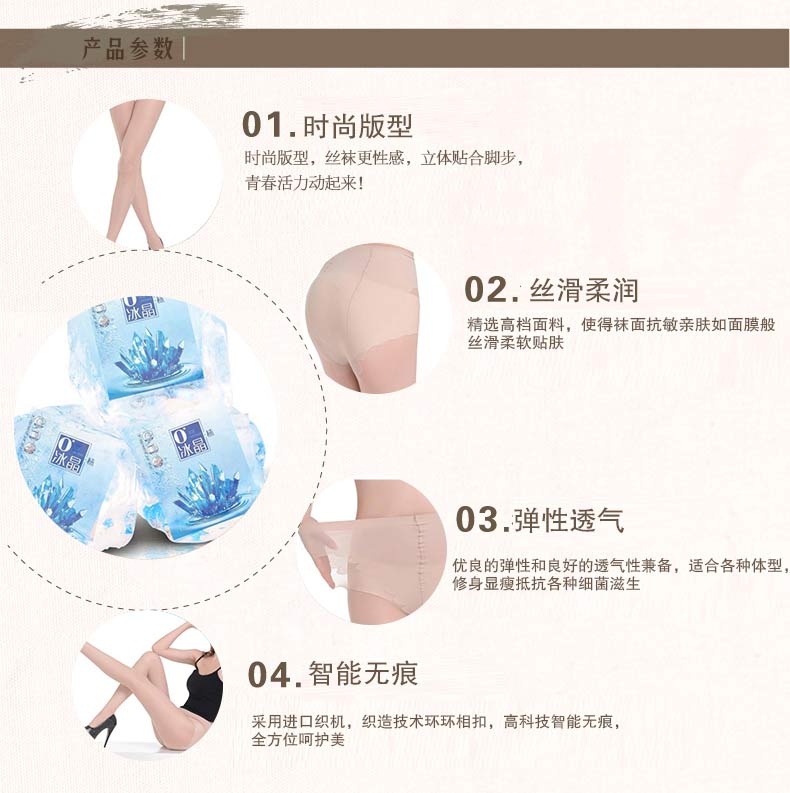 产品参数
01.时尚版型
时尚版型，丝袜更性感，立体贴合脚步，
青春活力动起来！
冰晶
杨
02.丝滑柔润
精选高档面料，使得袜面抗敏亲肤如面膜般
丝滑柔软贴肤
0°
冰晶
杨
0°
冰晶
杨
03.弹性透气
优良的弹性和良好的透气性兼备，适合各种体型，
修身显瘦抵抗各种细菌滋生
04.智能无痕
采用进口织机，织造技术环环相扣，高科技智能无痕，
全方位呵护美